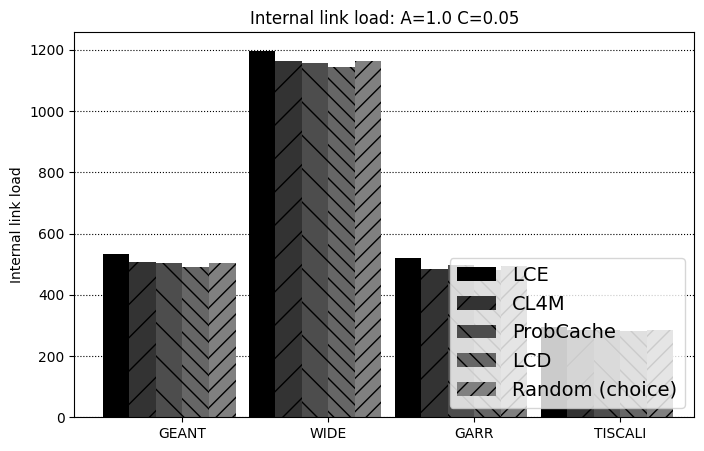 Internal link load: A=1.0 C=0.05
1200
1000
800
600
400
200
0
Internal link load
LCE
CL4M
ProbCache
LCD
Random (choice)
GEANT
WIDE
GARR
TISCALI